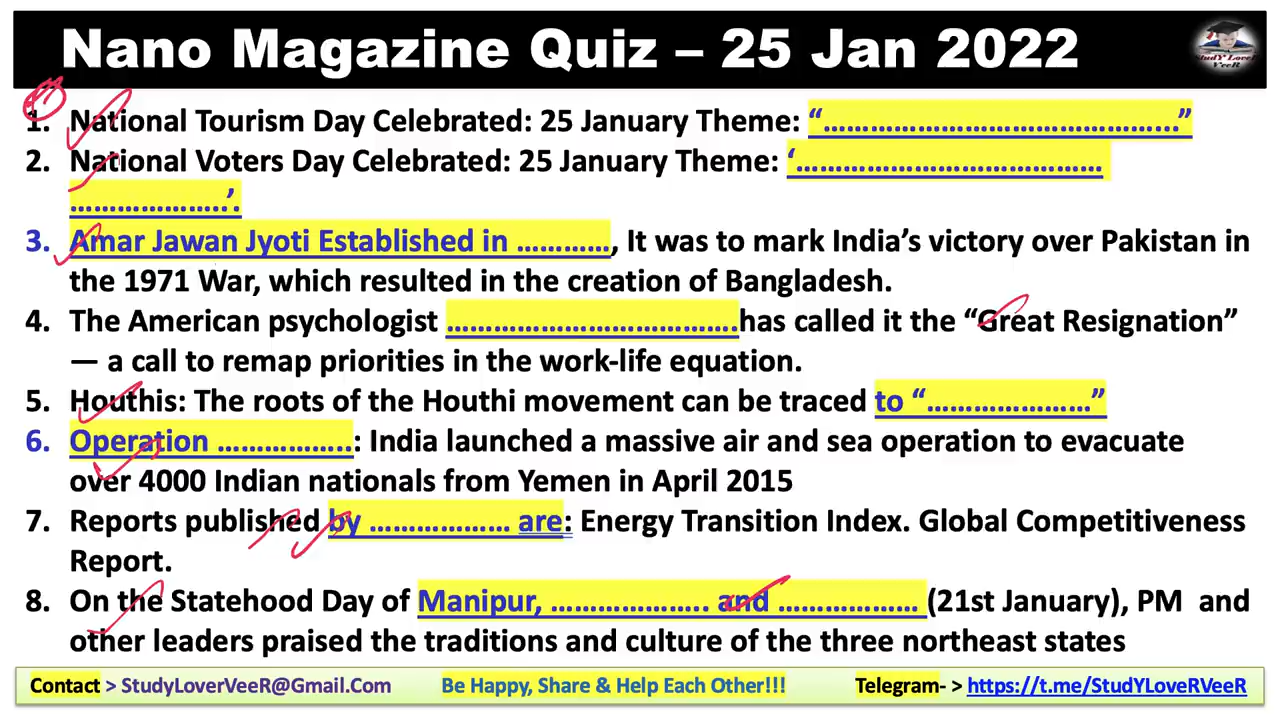 Nano Magazine Quiz – 25 Jan 2022
StudY LoveR
VeeR
1. National Tourism Day Celebrated: 25 January Theme: “………………………………………...”
2. National Voters Day Celebrated: 25 January Theme: ‘…………………………………
………………..’.
3. Amar Jawan Jyoti Established in …………, It was to mark India’s victory over Pakistan in
the 1971 War, which resulted in the creation of Bangladesh.
4. The American psychologist ……………………………….has called it the “Great Resignation”
— a call to remap priorities in the work-life equation.
5. Houthis: The roots of the Houthi movement can be traced to “…………………”
6. Operation ……………..: India launched a massive air and sea operation to evacuate
over 4000 Indian nationals from Yemen in April 2015
7. Reports published by ……………… are: Energy Transition Index. Global Competitiveness
Report.
8. On the Statehood Day of Manipur, ……………….. and ……………… (21st January), PM and
other leaders praised the traditions and culture of the three northeast states
Contact > StudyLoverVeeR@Gmail.Com Be Happy, Share & Help Each Other!!! Telegram- > https://t.me/StudYLoveRVeeR